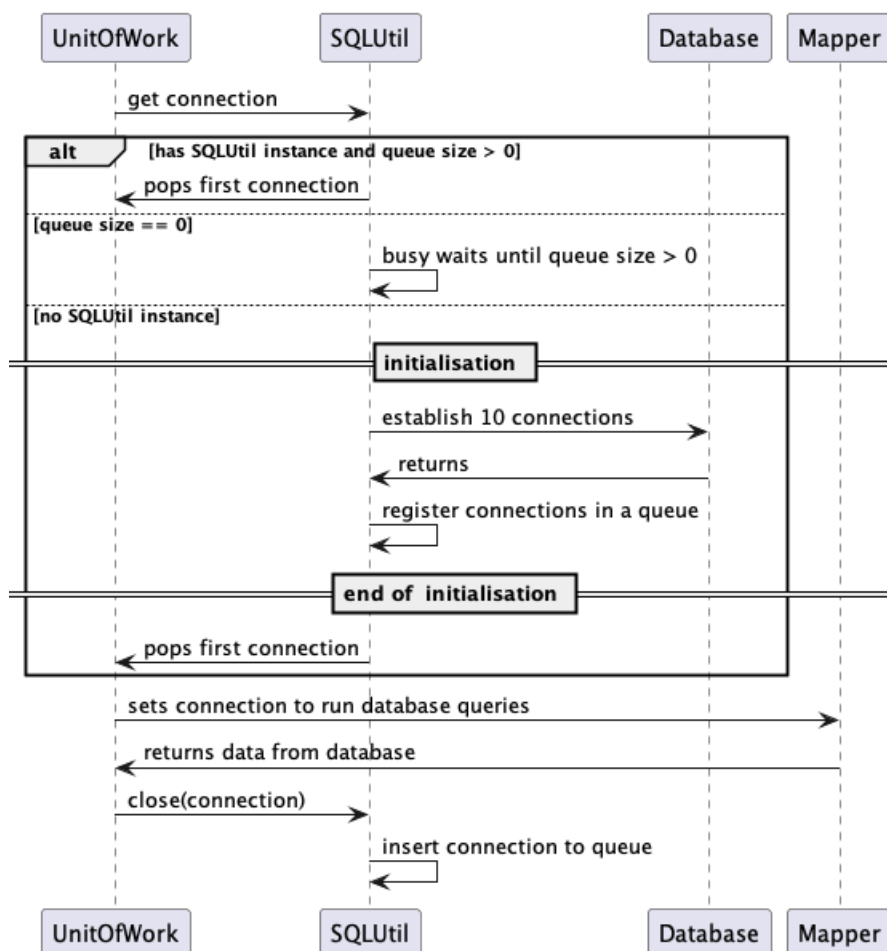 UnitOfWork SQLUtil Database Mapper
get connection
alt [has SQLUtil instance and queue size > 0]
pops first connection
[queue size == 0]
busy waits until queue size > 0
[no SQLUtil instance]
initialisation
establish 10 connections
returns
register connections in a queue
end of initialisation
pops first connection
sets connection to run database queries
returns data from database
close(connection)
insert connection to queue
UnitOfWork SQLUtil Database Mapper